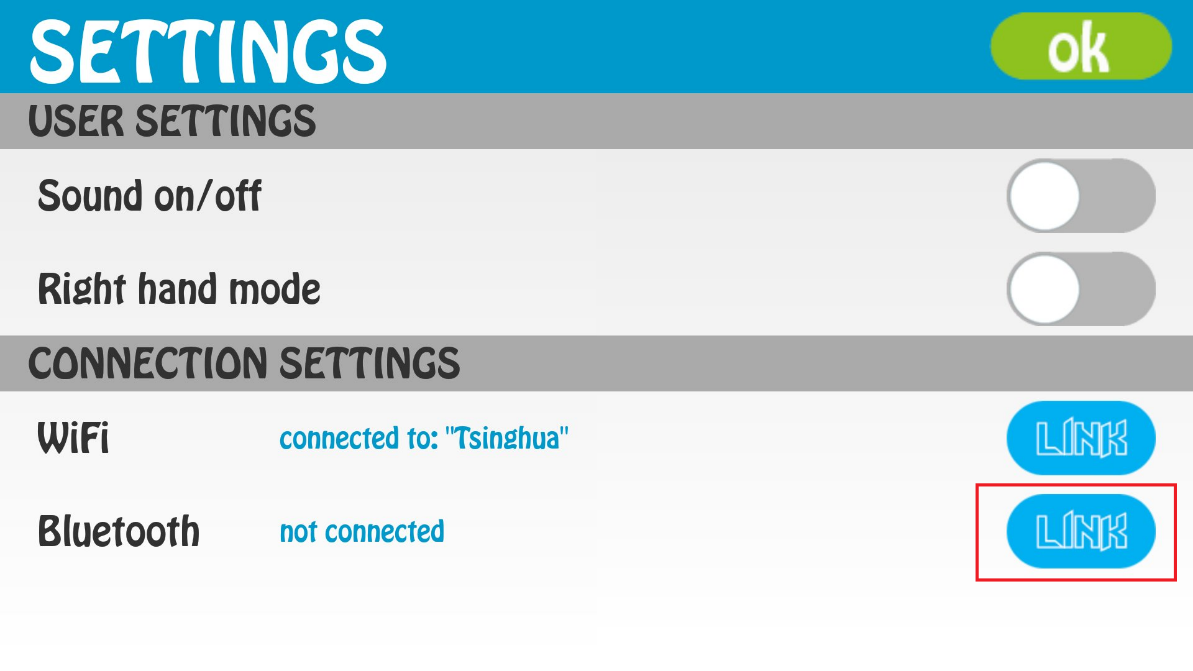 SETTINGS
ok
USER SETTINGS
Sound on/off
Right hand mode
CONNECTION SETTINGS
WiFi connected to: "Tsinghua" LINK
Bluetooth not connected LINK